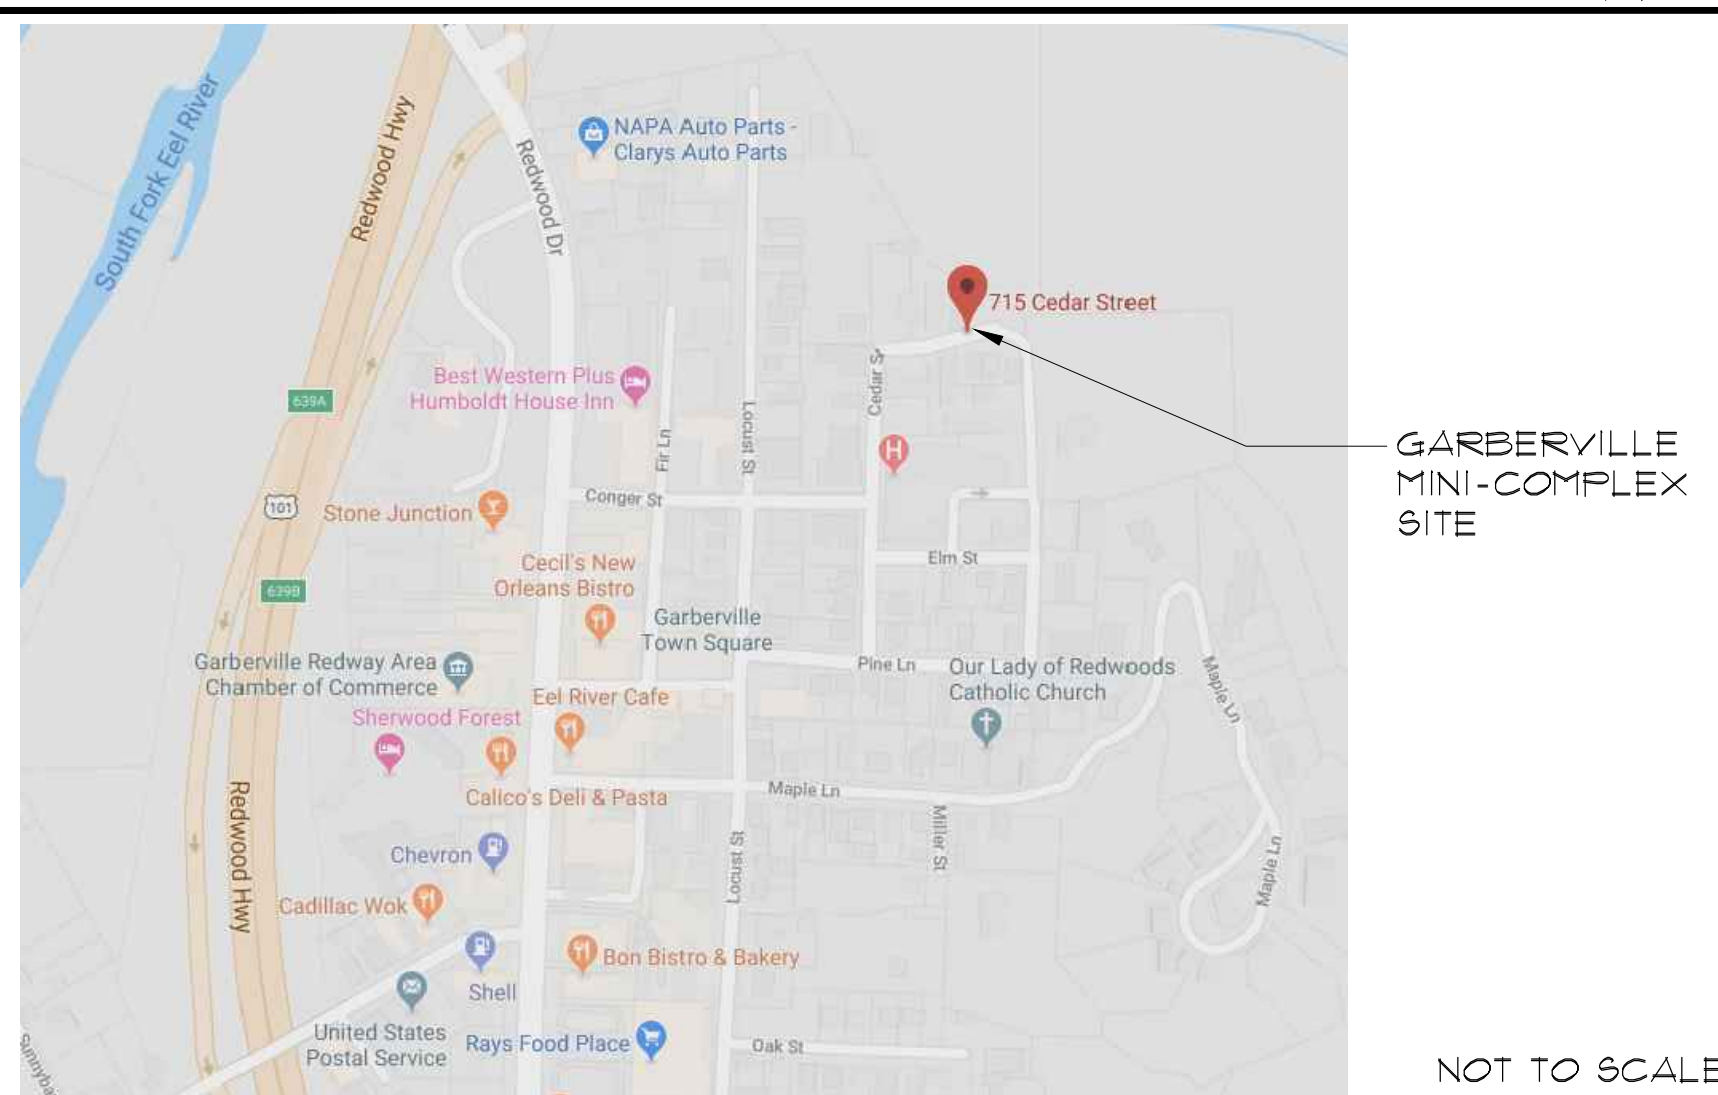 South Fork Eel River
Redwood Hwy
Redwood Dr
NAPA Auto Parts -
Clarys Auto Parts
715 Cedar Street
Best Western Plus
Humboldt House Inn
639A
Cedar S
Locust St
Fir Ln
GARBERVILLE
MINI-COMPLEX
SITE
H
Conger St
101
Stone Junction
Cecil's New
Orleans Bistro
Elm St
639B
Garberville
Town Square
Garberville Redway Area
Chamber of Commerce
Pine Ln
Our Lady of Redwoods
Catholic Church
Maple Ln
Eel River Cafe
Sherwood Forest
Calico's Deli & Pasta
Maple Ln
Redwood Hwy
Miller St
Locust St
Maple Ln
Chevron
Cadillac Wok
Bon Bistro & Bakery
Shell
United States
Postal Service
Rays Food Place
Oak St
NOT TO SCALE